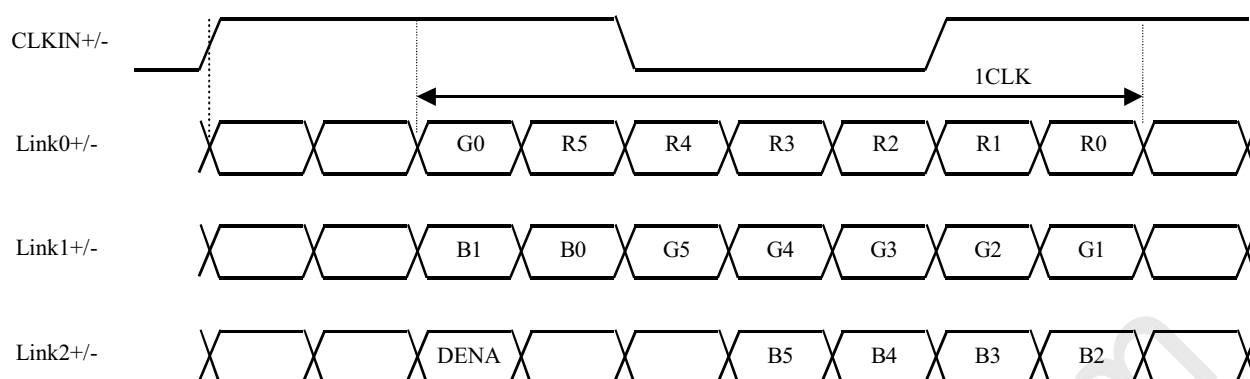 CLKIN+/-
1CLK
Link0+/- G0 R5 R4 R3 R2 R1 R0
Link1+/- B1 B0 G5 G4 G3 G2 G1
Link2+/- DENA B5 B4 B3 B2